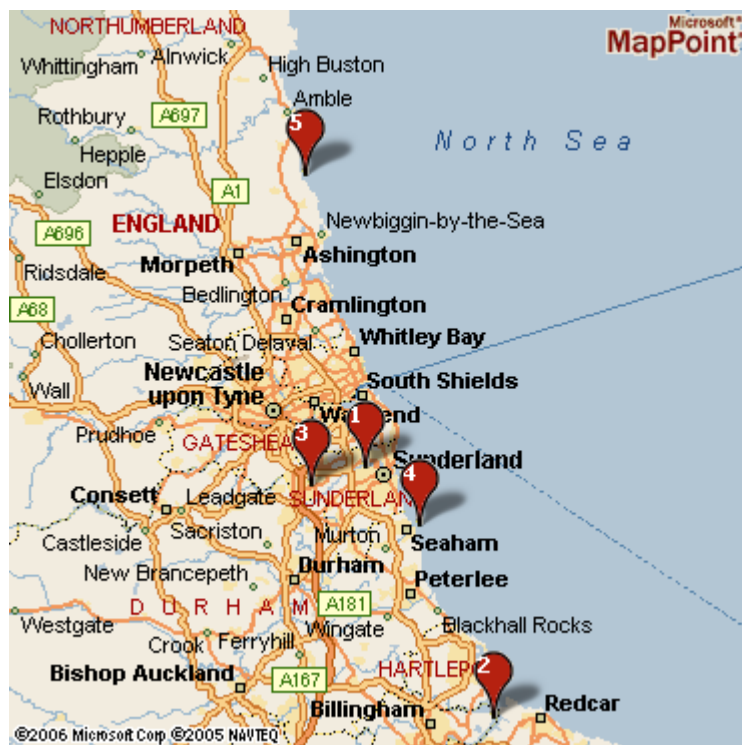 Microsoft®
MapPoint®
NORTHUMBERLAND
Alnwick
Whittingham
High Buston
Amble
A697
Rothbury
5
North Sea
Hepple
Elsdon
A1
ENGLAND
Newbiggin-by-the-Sea
A696
Ashington
Morpeth
Ridsdale
Bedlington
Cramlington
A68
Chollerton
Seaton Delaval
Whitley Bay
Newcastle
upon Tyne
Wall
South Shields
1
Prudhoe
3
Sunderland
4
Consett
Leadgate
Castleside
Sacriston
Murton
Seaham
New Brancepeth
Durham
Peterlee
DURHAM
A181
Westgate
Wingate
Blackhall Rocks
Crook
Ferryhill
2
Bishop Auckland
A167
Billingham
Redcar
©2006 Microsoft Corp ©2005 NAVTEQ